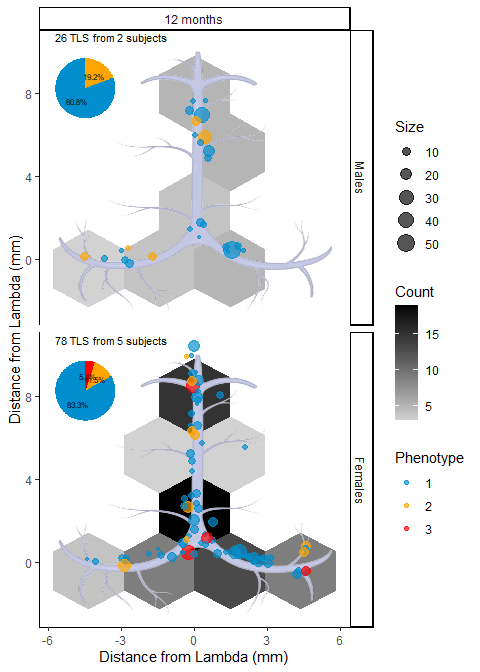 12 months
26 TLS from 2 subjects
19.2%
80.8%
8
4
0
Males
78 TLS from 5 subjects
83.3%
8
4
0
Females
-6
-3
0
3
6
Distance from Lambda (mm)
Distance from Lambda (mm)
Size
10
20
30
40
50
Count
15
10
5
Phenotype
1
2
3